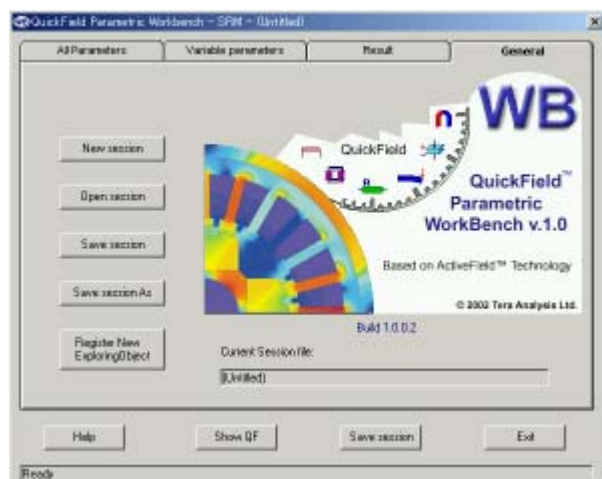 QuickField Parametric Workbench - SRM - (Untitled)
All Parameters
Variable parameters
Result
General
New session
Open session
Save session
Save session As
Register New
ExploringObject
QuickField
WB
QuickField™
Parametric
WorkBench v.1.0
Based on ActiveField™ Technology
© 2002 Tera Analysis Ltd.
Build 1.0.0.2
Current Session file:
(Untitled)
Help
Show QF
Save session
Exit
Ready